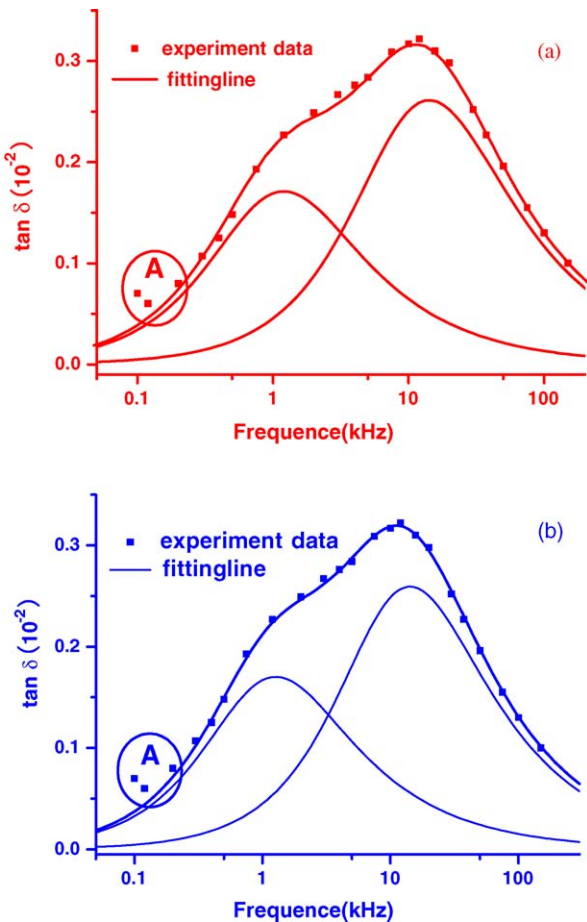 (a)
experiment data
fittingline
tan δ (10⁻²)
0.3
0.2
0.1
0.0
A
0.1 1 10 100
Frequence(kHz)
(b)
experiment data
fittingline
tan δ (10⁻²)
0.3
0.2
0.1
0.0
A
0.1 1 10 100
Frequence(kHz)